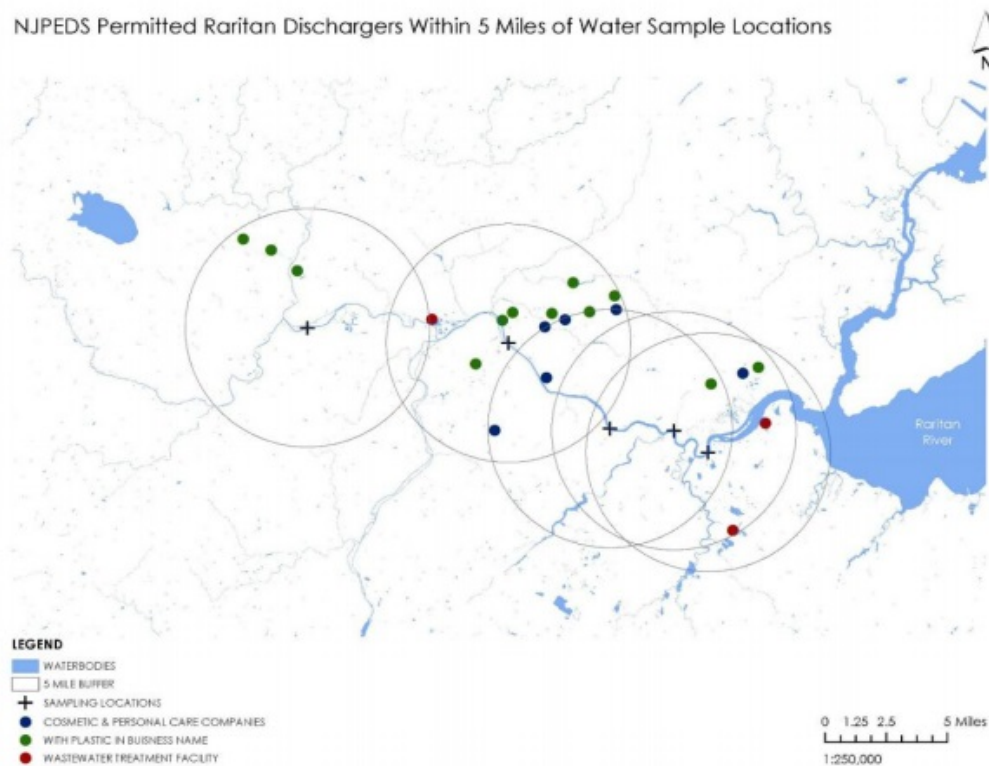 NJPEDS Permitted Raritan Dischargers Within 5 Miles of Water Sample Locations
N
Raritan
River
LEGEND
WATERBODIES
5 MILE BUFFER
SAMPLING LOCATIONS
COSMETIC & PERSONAL CARE COMPANIES
WITH PLASTIC IN BUISNESS NAME
WASTEWATER TREATMENT FACILITY
0 1.25 2.5 5 Miles
1:250,000